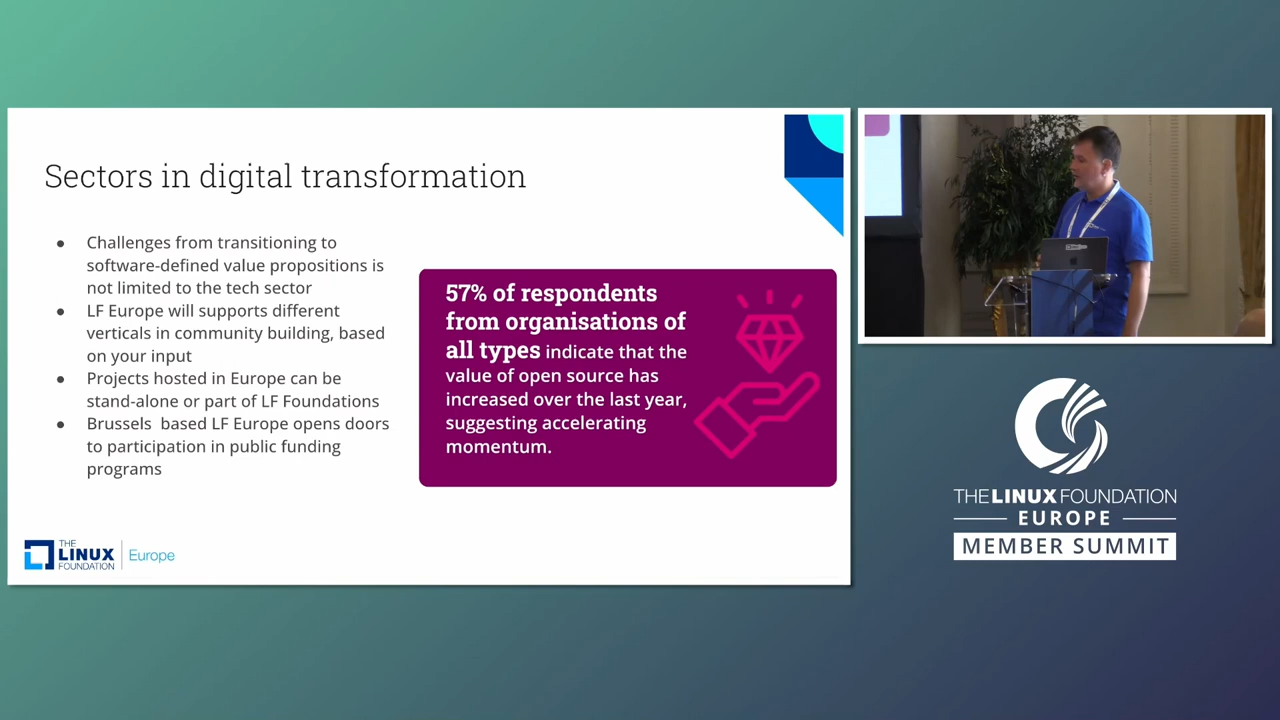 Sectors in digital transformation
● Challenges from transitioning to
software-defined value propositions is
not limited to the tech sector
● LF Europe will supports different
verticals in community building, based
on your input
● Projects hosted in Europe can be
stand-alone or part of LF Foundations
● Brussels  based LF Europe opens doors
to participation in public funding
programs
57% of respondents
from organisations of
all types indicate that the
value of open source has
increased over the last year,
suggesting accelerating
momentum.
THE
LINUX
FOUNDATION
Europe
THE LINUX FOUNDATION
EUROPE
MEMBER SUMMIT